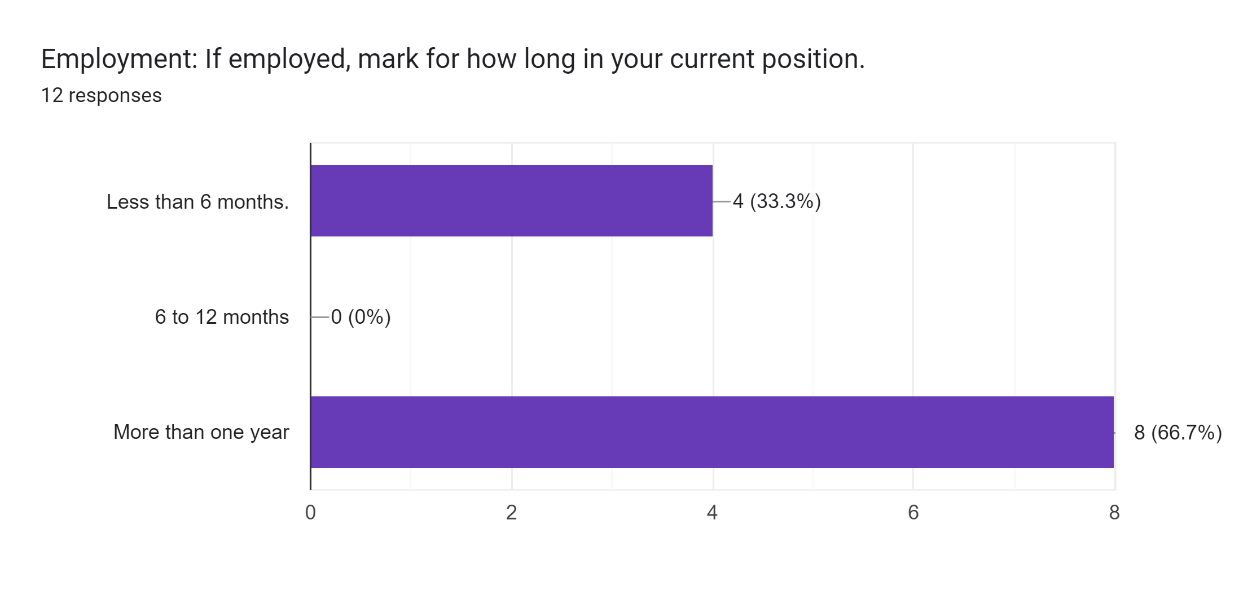 Employment: If employed, mark for how long in your current position.
12 responses
Less than 6 months.
4 (33.3%)
6 to 12 months
0 (0%)
More than one year
8 (66.7%)
0 2 4 6 8